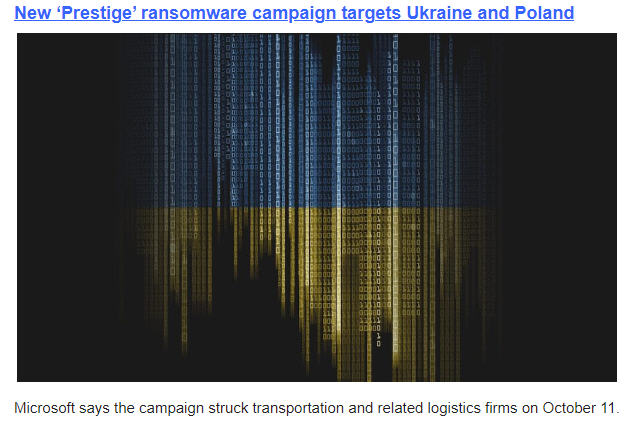 New ‘Prestige’ ransomware campaign targets Ukraine and Poland
Microsoft says the campaign struck transportation and related logistics firms on October 11.